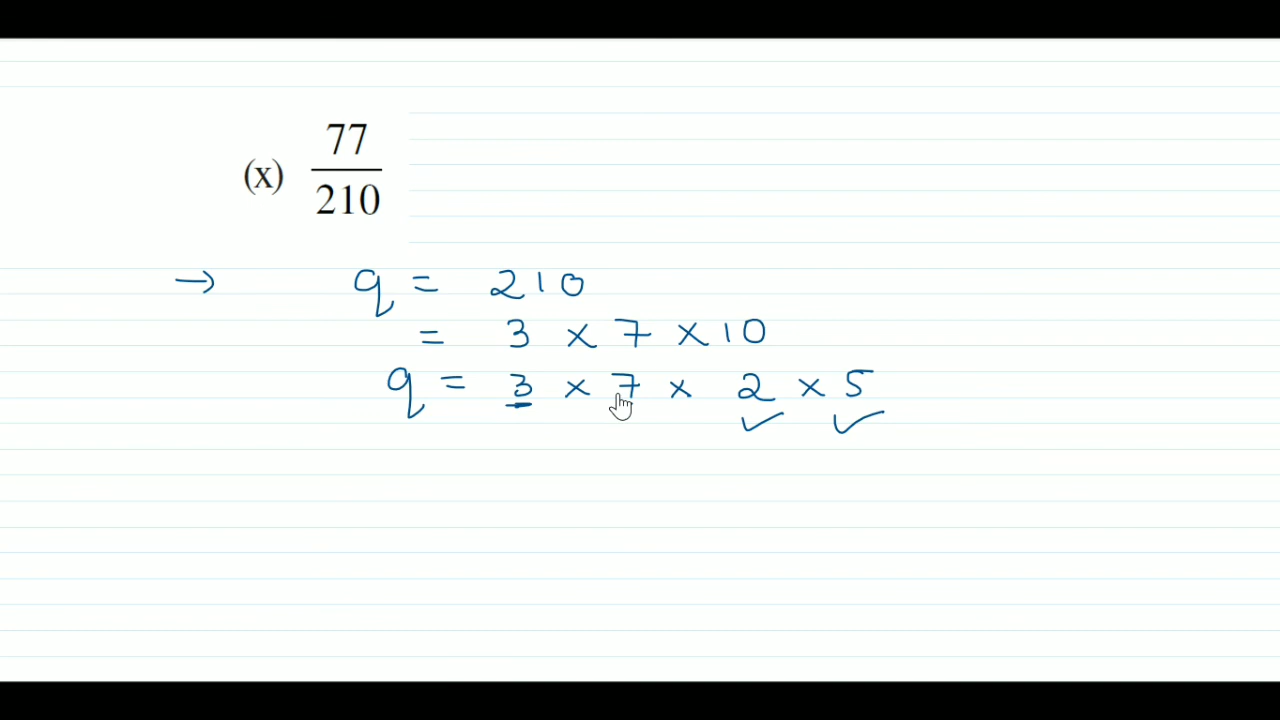 (x) 77/210
→ q = 210
= 3 × 7 × 10
q = 3 × 7 × 2 × 5